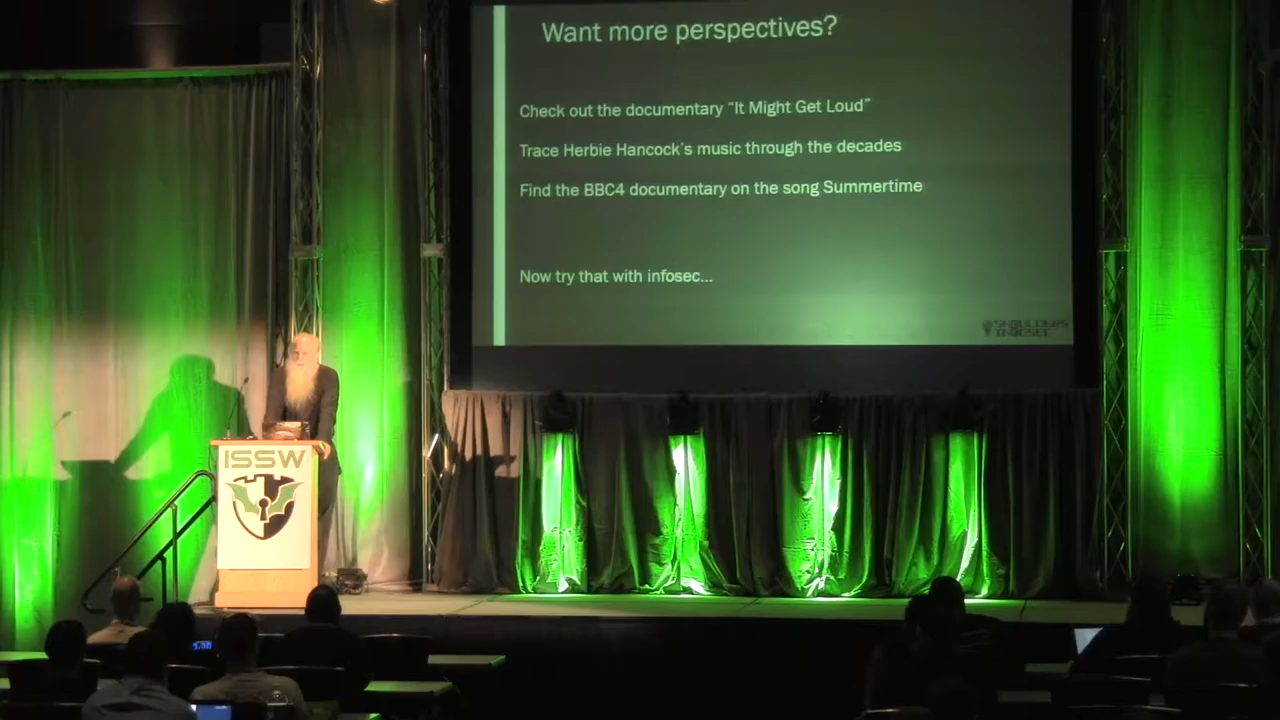 Want more perspectives?
Check out the documentary “It Might Get Loud”
Trace Herbie Hancock's music through the decades
Find the BBC4 documentary on the song Summertime
Now try that with infosec...
ISSW